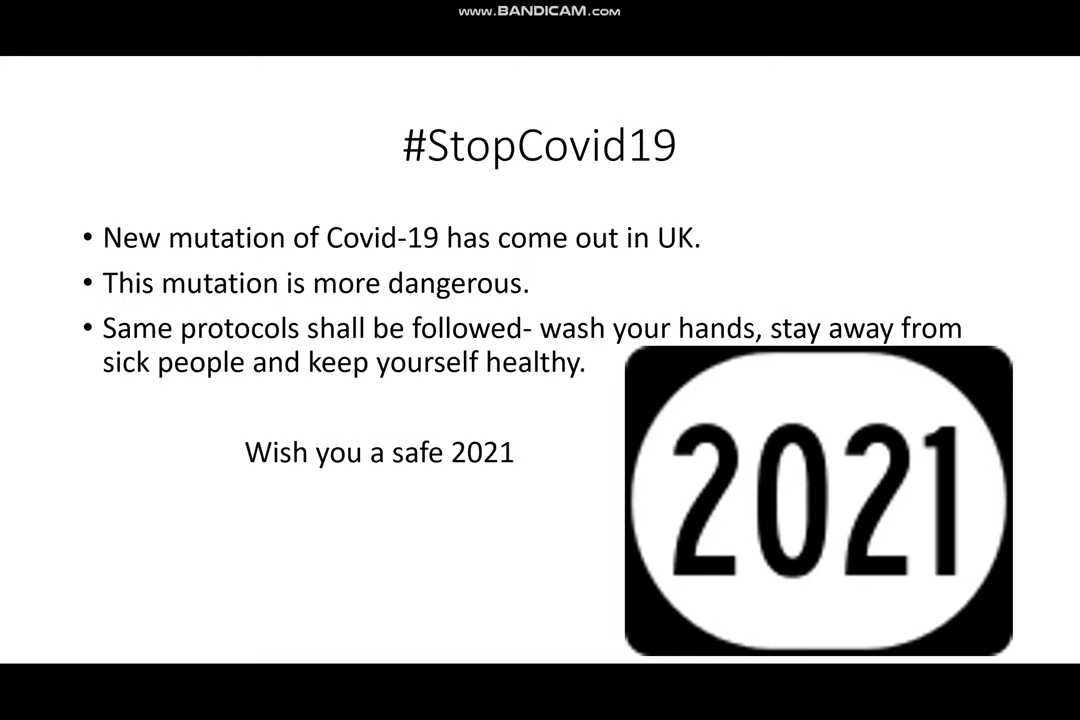 www.BANDICAM.com
#StopCovid19
• New mutation of Covid-19 has come out in UK.
• This mutation is more dangerous.
• Same protocols shall be followed- wash your hands, stay away from
sick people and keep yourself healthy.
Wish you a safe 2021
2021